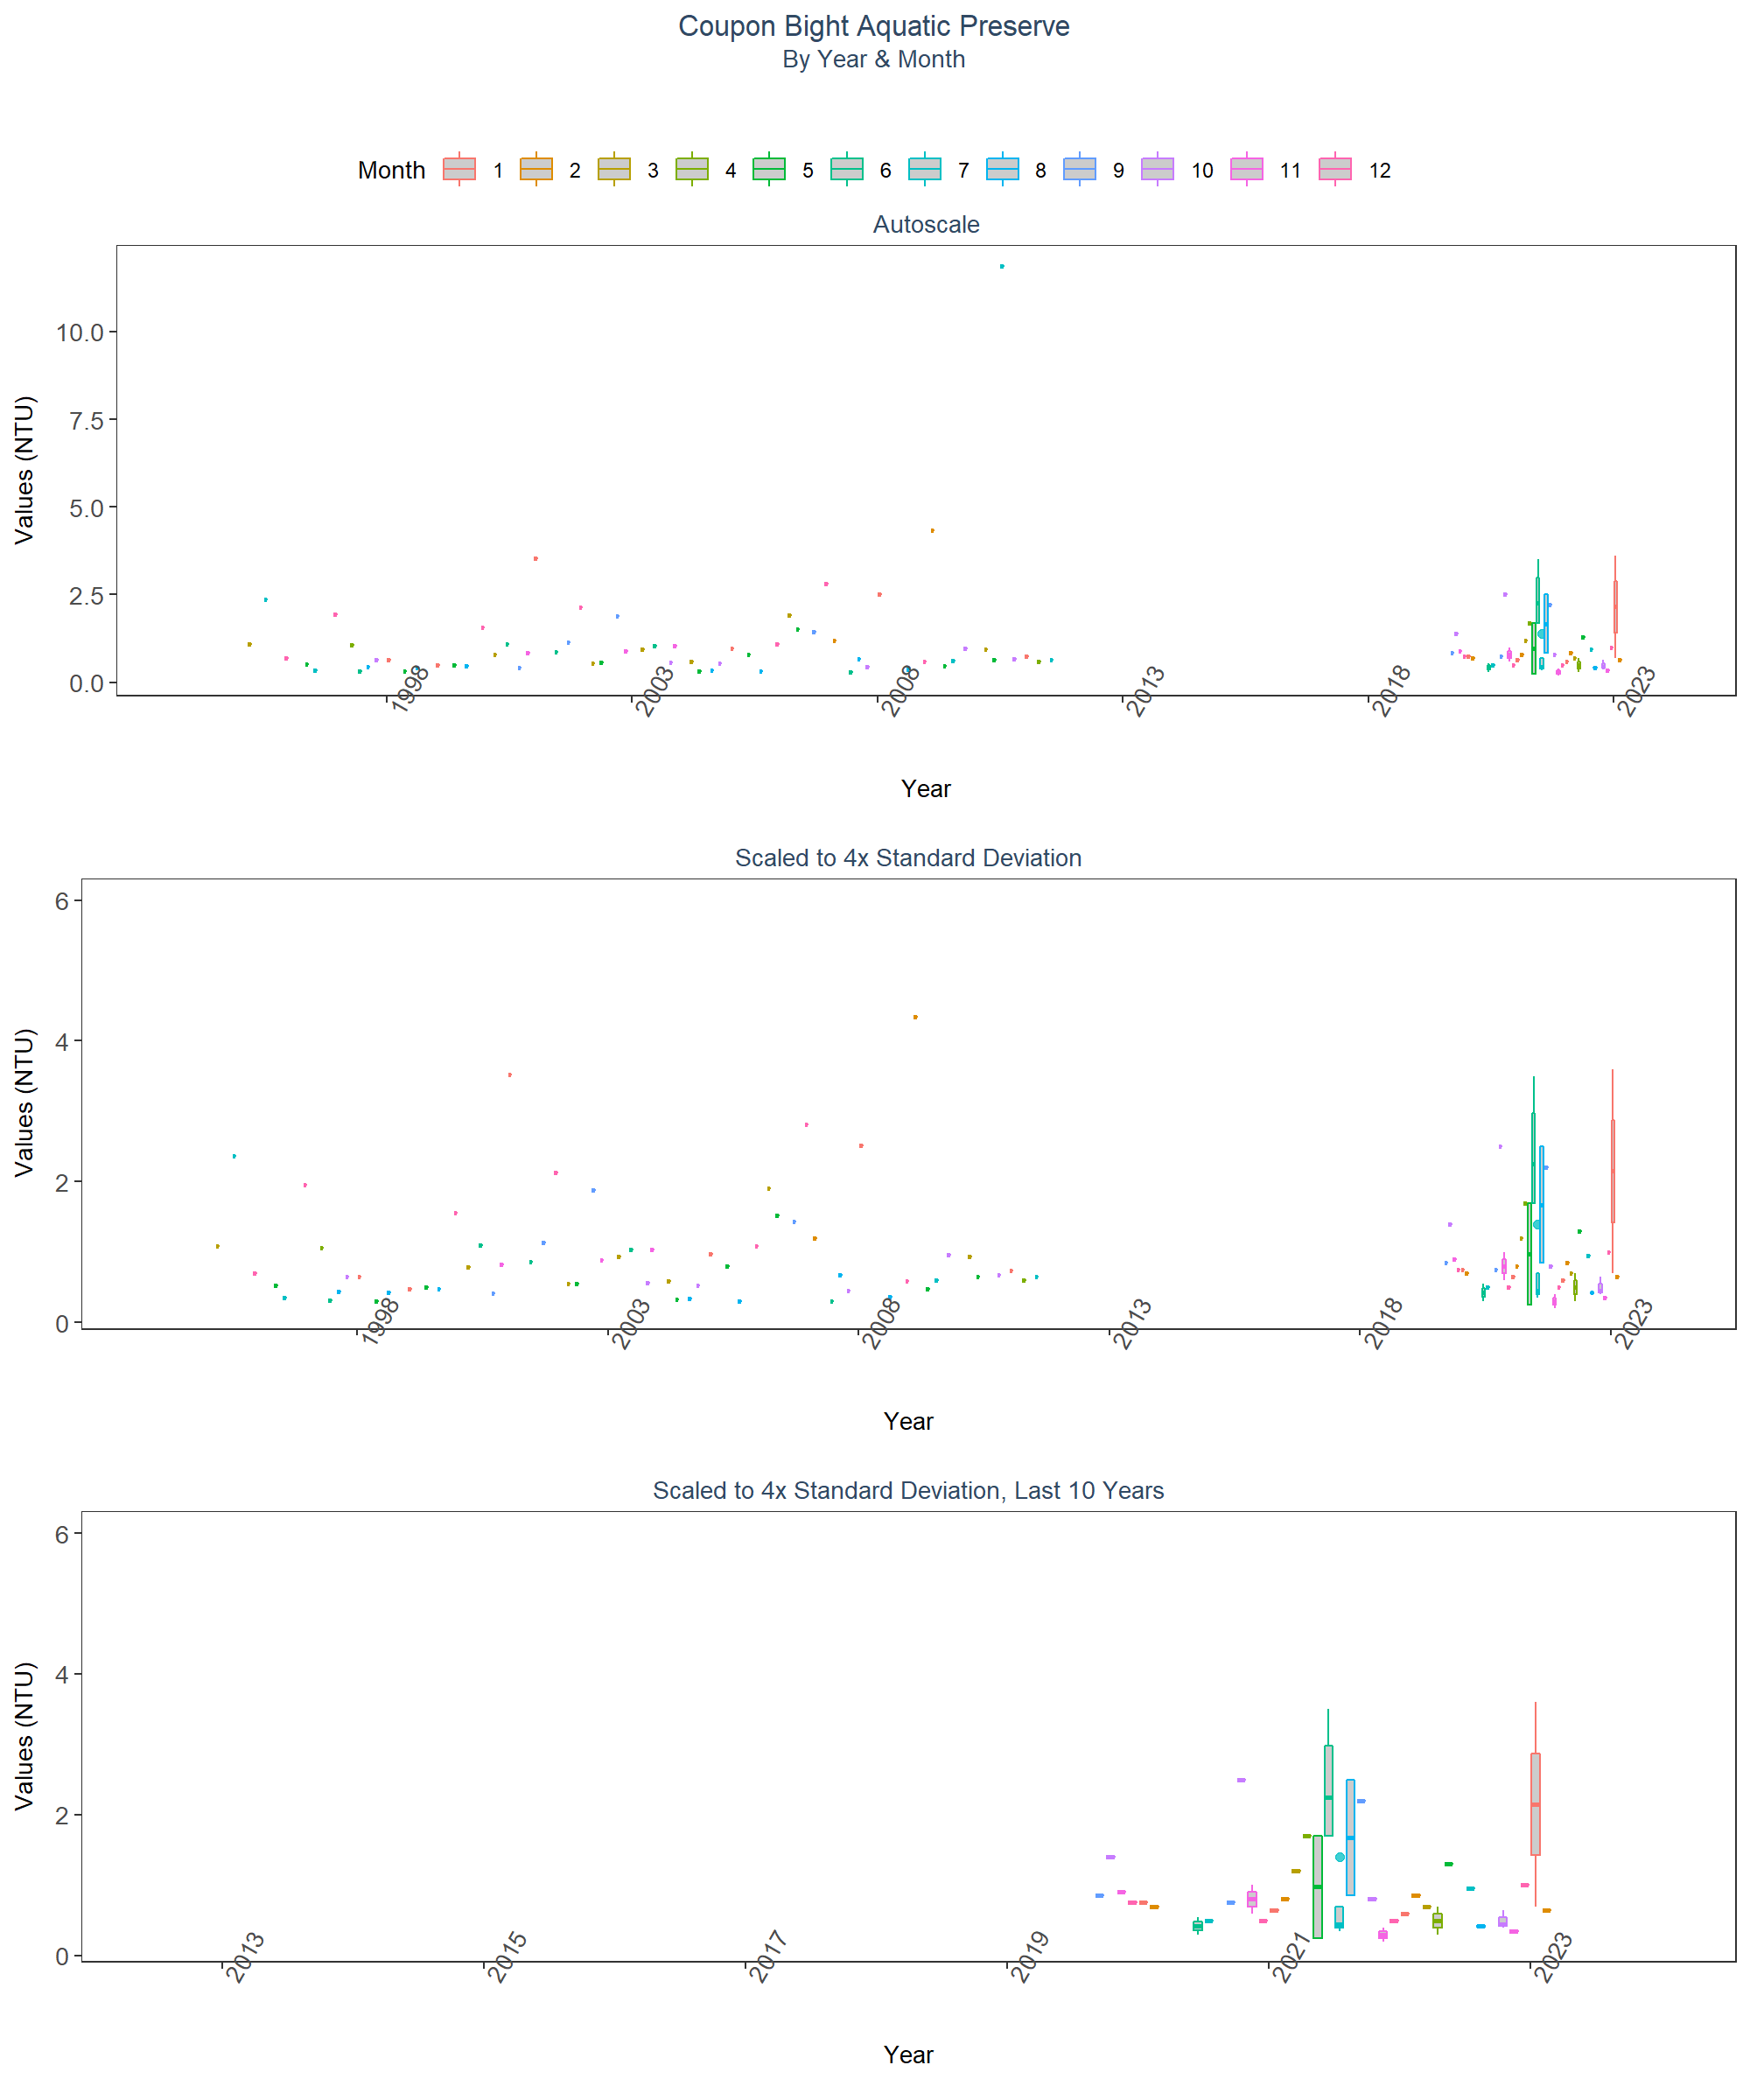 Coupon Bight Aquatic Preserve
By Year & Month
Month 1 2 3 4 5 6 7 8 9 10 11 12
Autoscale
Values (NTU)
10.0
7.5
5.0
2.5
0.0
1998 2003 2008 2013 2018 2023
Year
Scaled to 4x Standard Deviation
Values (NTU)
6
4
2
0
1998 2003 2008 2013 2018 2023
Year
Scaled to 4x Standard Deviation, Last 10 Years
Values (NTU)
6
4
2
0
2013 2015 2017 2019 2021 2023
Year